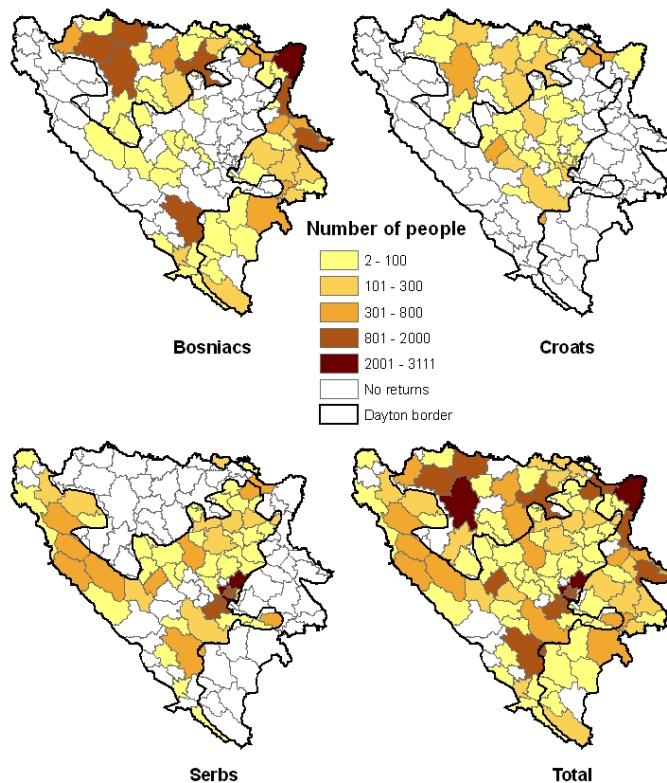 Number of people
2 - 100
101 - 300
301 - 800
801 - 2000
2001 - 3111
No returns
Dayton border
Bosniacs
Croats
Serbs
Total